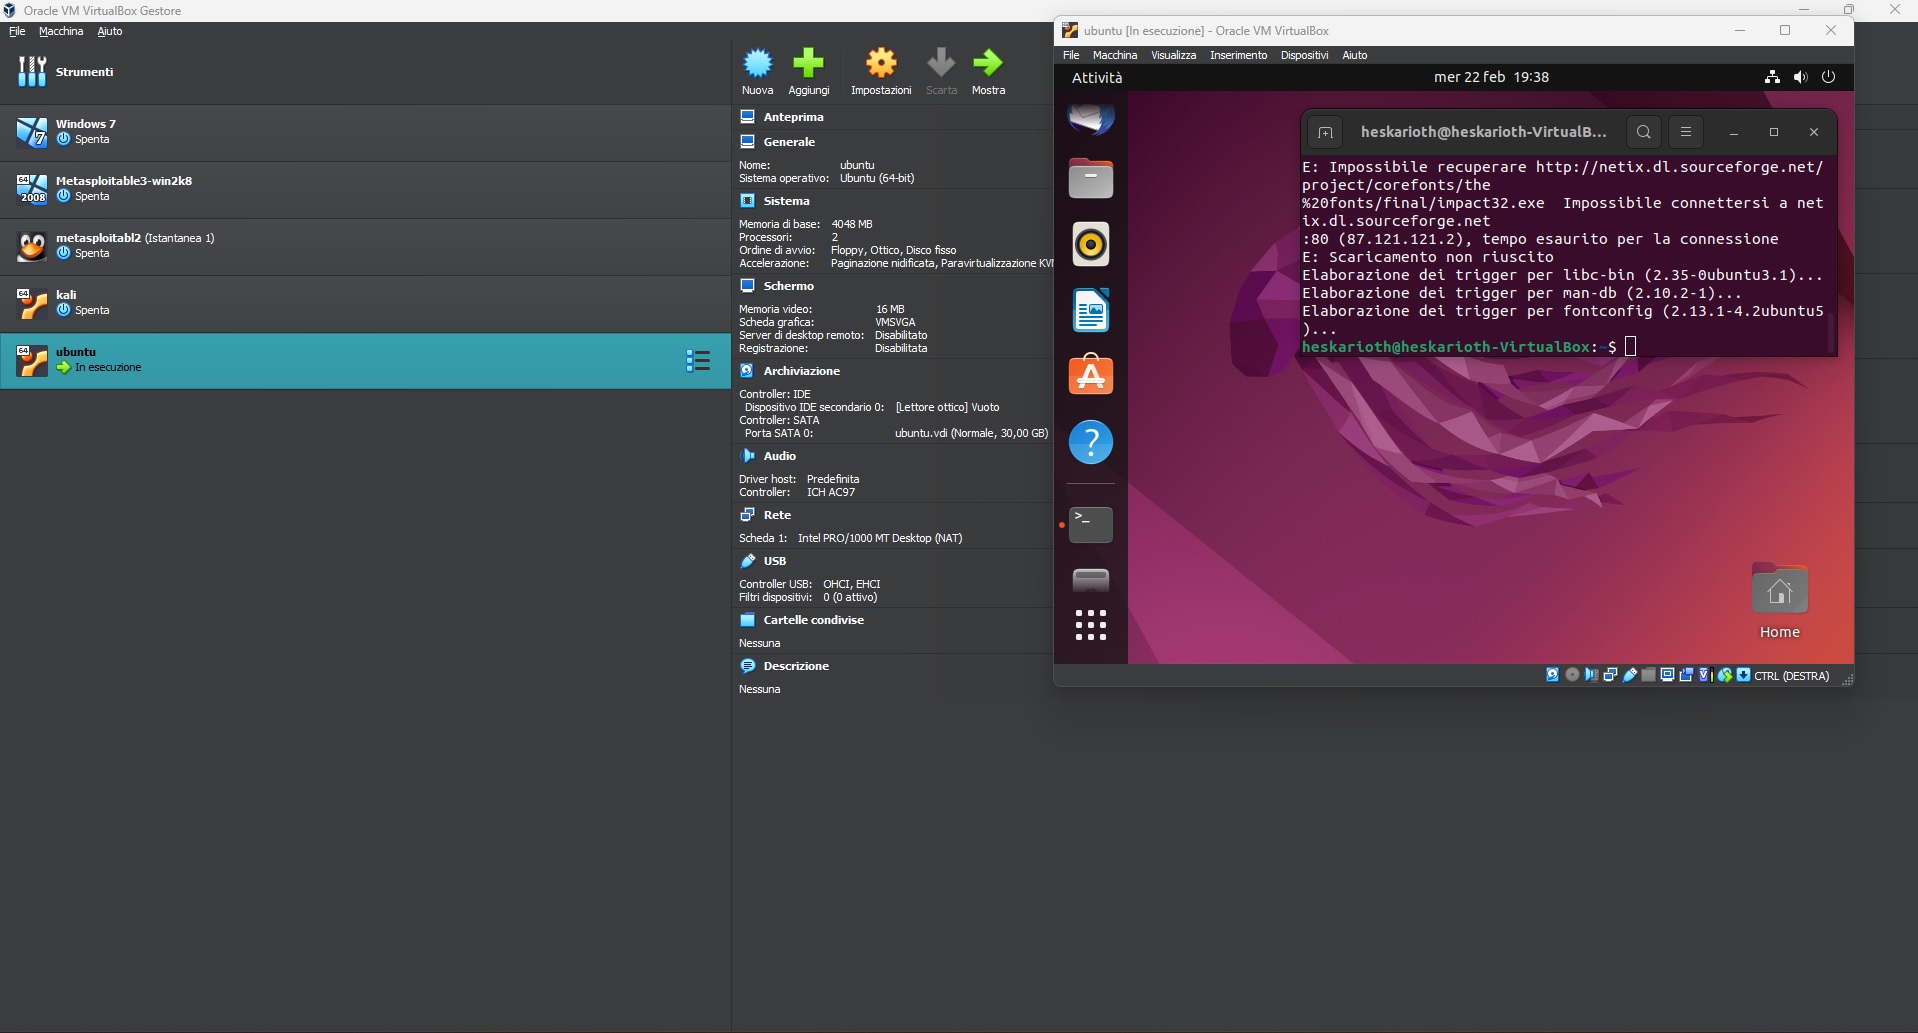 Oracle VM VirtualBox Gestore
File Macchina Aiuto
Strumenti
Windows 7
Spenta
Metasploitable3-win2k8
Spenta
metasploitabl2 (Istantanea 1)
Spenta
kali
Spenta
ubuntu
In esecuzione
7
64
2008
64
64
Nuova Aggiungi Impostazioni Scarta Mostra
Anteprima
Generale
Nome: ubuntu
Sistema operativo: Ubuntu (64-bit)
Sistema
Memoria di base: 4048 MB
Processori: 2
Ordine di avvio: Floppy, Ottico, Disco fisso
Accelerazione: Paginazione nidificata, Paravirtualizzazione KVM
Schermo
Memoria video: 16 MB
Scheda grafica: VMSVGA
Server di desktop remoto: Disabilitato
Registrazione: Disabilitata
Archiviazione
Controller: IDE
Dispositivo IDE secondario 0: [Lettore ottico] Vuoto
Controller: SATA
Porta SATA 0: ubuntu.vdi (Normale, 30,00 GB)
Audio
Driver host: Predefinita
Controller: ICH AC97
Rete
Scheda 1: Intel PRO/1000 MT Desktop (NAT)
USB
Controller USB: OHCI, EHCI
Filtri dispositivi: 0 (0 attivo)
Cartelle condivise
Nessuna
Descrizione
Nessuna
ubuntu [In esecuzione] - Oracle VM VirtualBox
File Macchina Visualizza Inserimento Dispositivi Aiuto
Attività mer 22 feb 19:38
heskarioth@heskarioth-VirtualB...
E: Impossibile recuperare http://netix.dl.sourceforge.net/
project/corefonts/the
%20fonts/final/impact32.exe Impossibile connettersi a net
ix.dl.sourceforge.net
:80 (87.121.121.2), tempo esaurito per la connessione
E: Scaricamento non riuscito
Elaborazione dei trigger per libc-bin (2.35-0ubuntu3.1)...
Elaborazione dei trigger per man-db (2.10.2-1)...
Elaborazione dei trigger per fontconfig (2.13.1-4.2ubuntu5
)...
heskarioth@heskarioth-VirtualBox:~$
Home
CTRL (DESTRA)